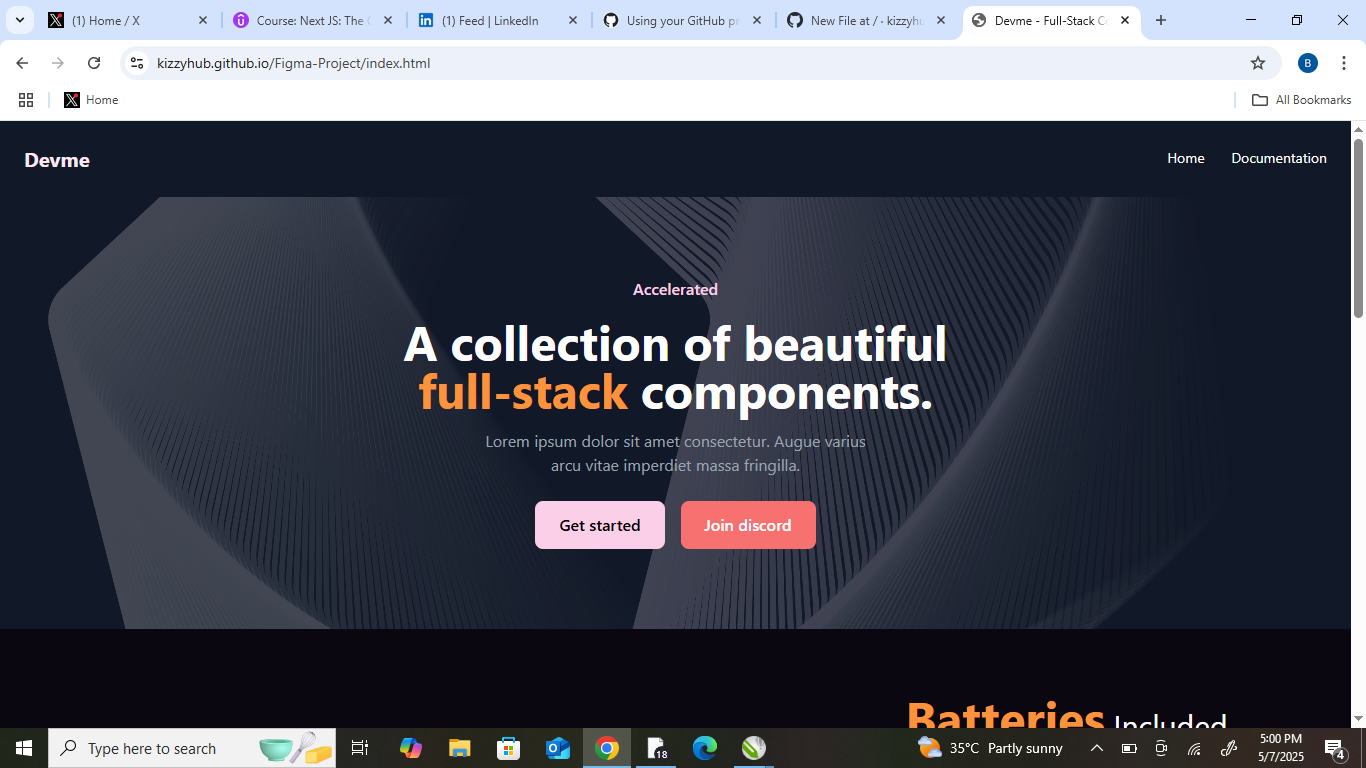 (1) Home / X
Course: Next JS: The
(1) Feed | LinkedIn
Using your GitHub
New File at / · kizzyhu
Devme - Full-Stack
kizzyhub.github.io/Figma-Project/index.html
B
Home
All Bookmarks
Devme
Home
Documentation
Accelerated
A collection of beautiful
full-stack components.
Lorem ipsum dolor sit amet consectetur. Augue varius
arcu vitae imperdiet massa fringilla.
Get started
Join discord
Batteries Included
Type here to search
18
35°C Partly sunny
5:00 PM
5/7/2025
4